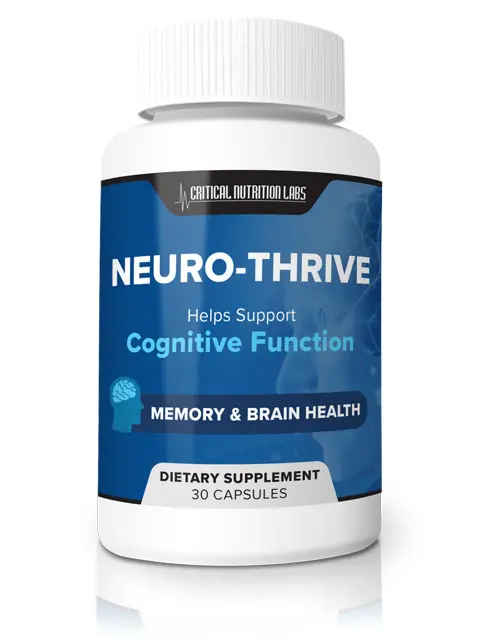 CRITICAL NUTRITION LABS
NEURO-THRIVE
Helps Support
Cognitive Function
MEMORY & BRAIN HEALTH
DIETARY SUPPLEMENT
30 CAPSULES